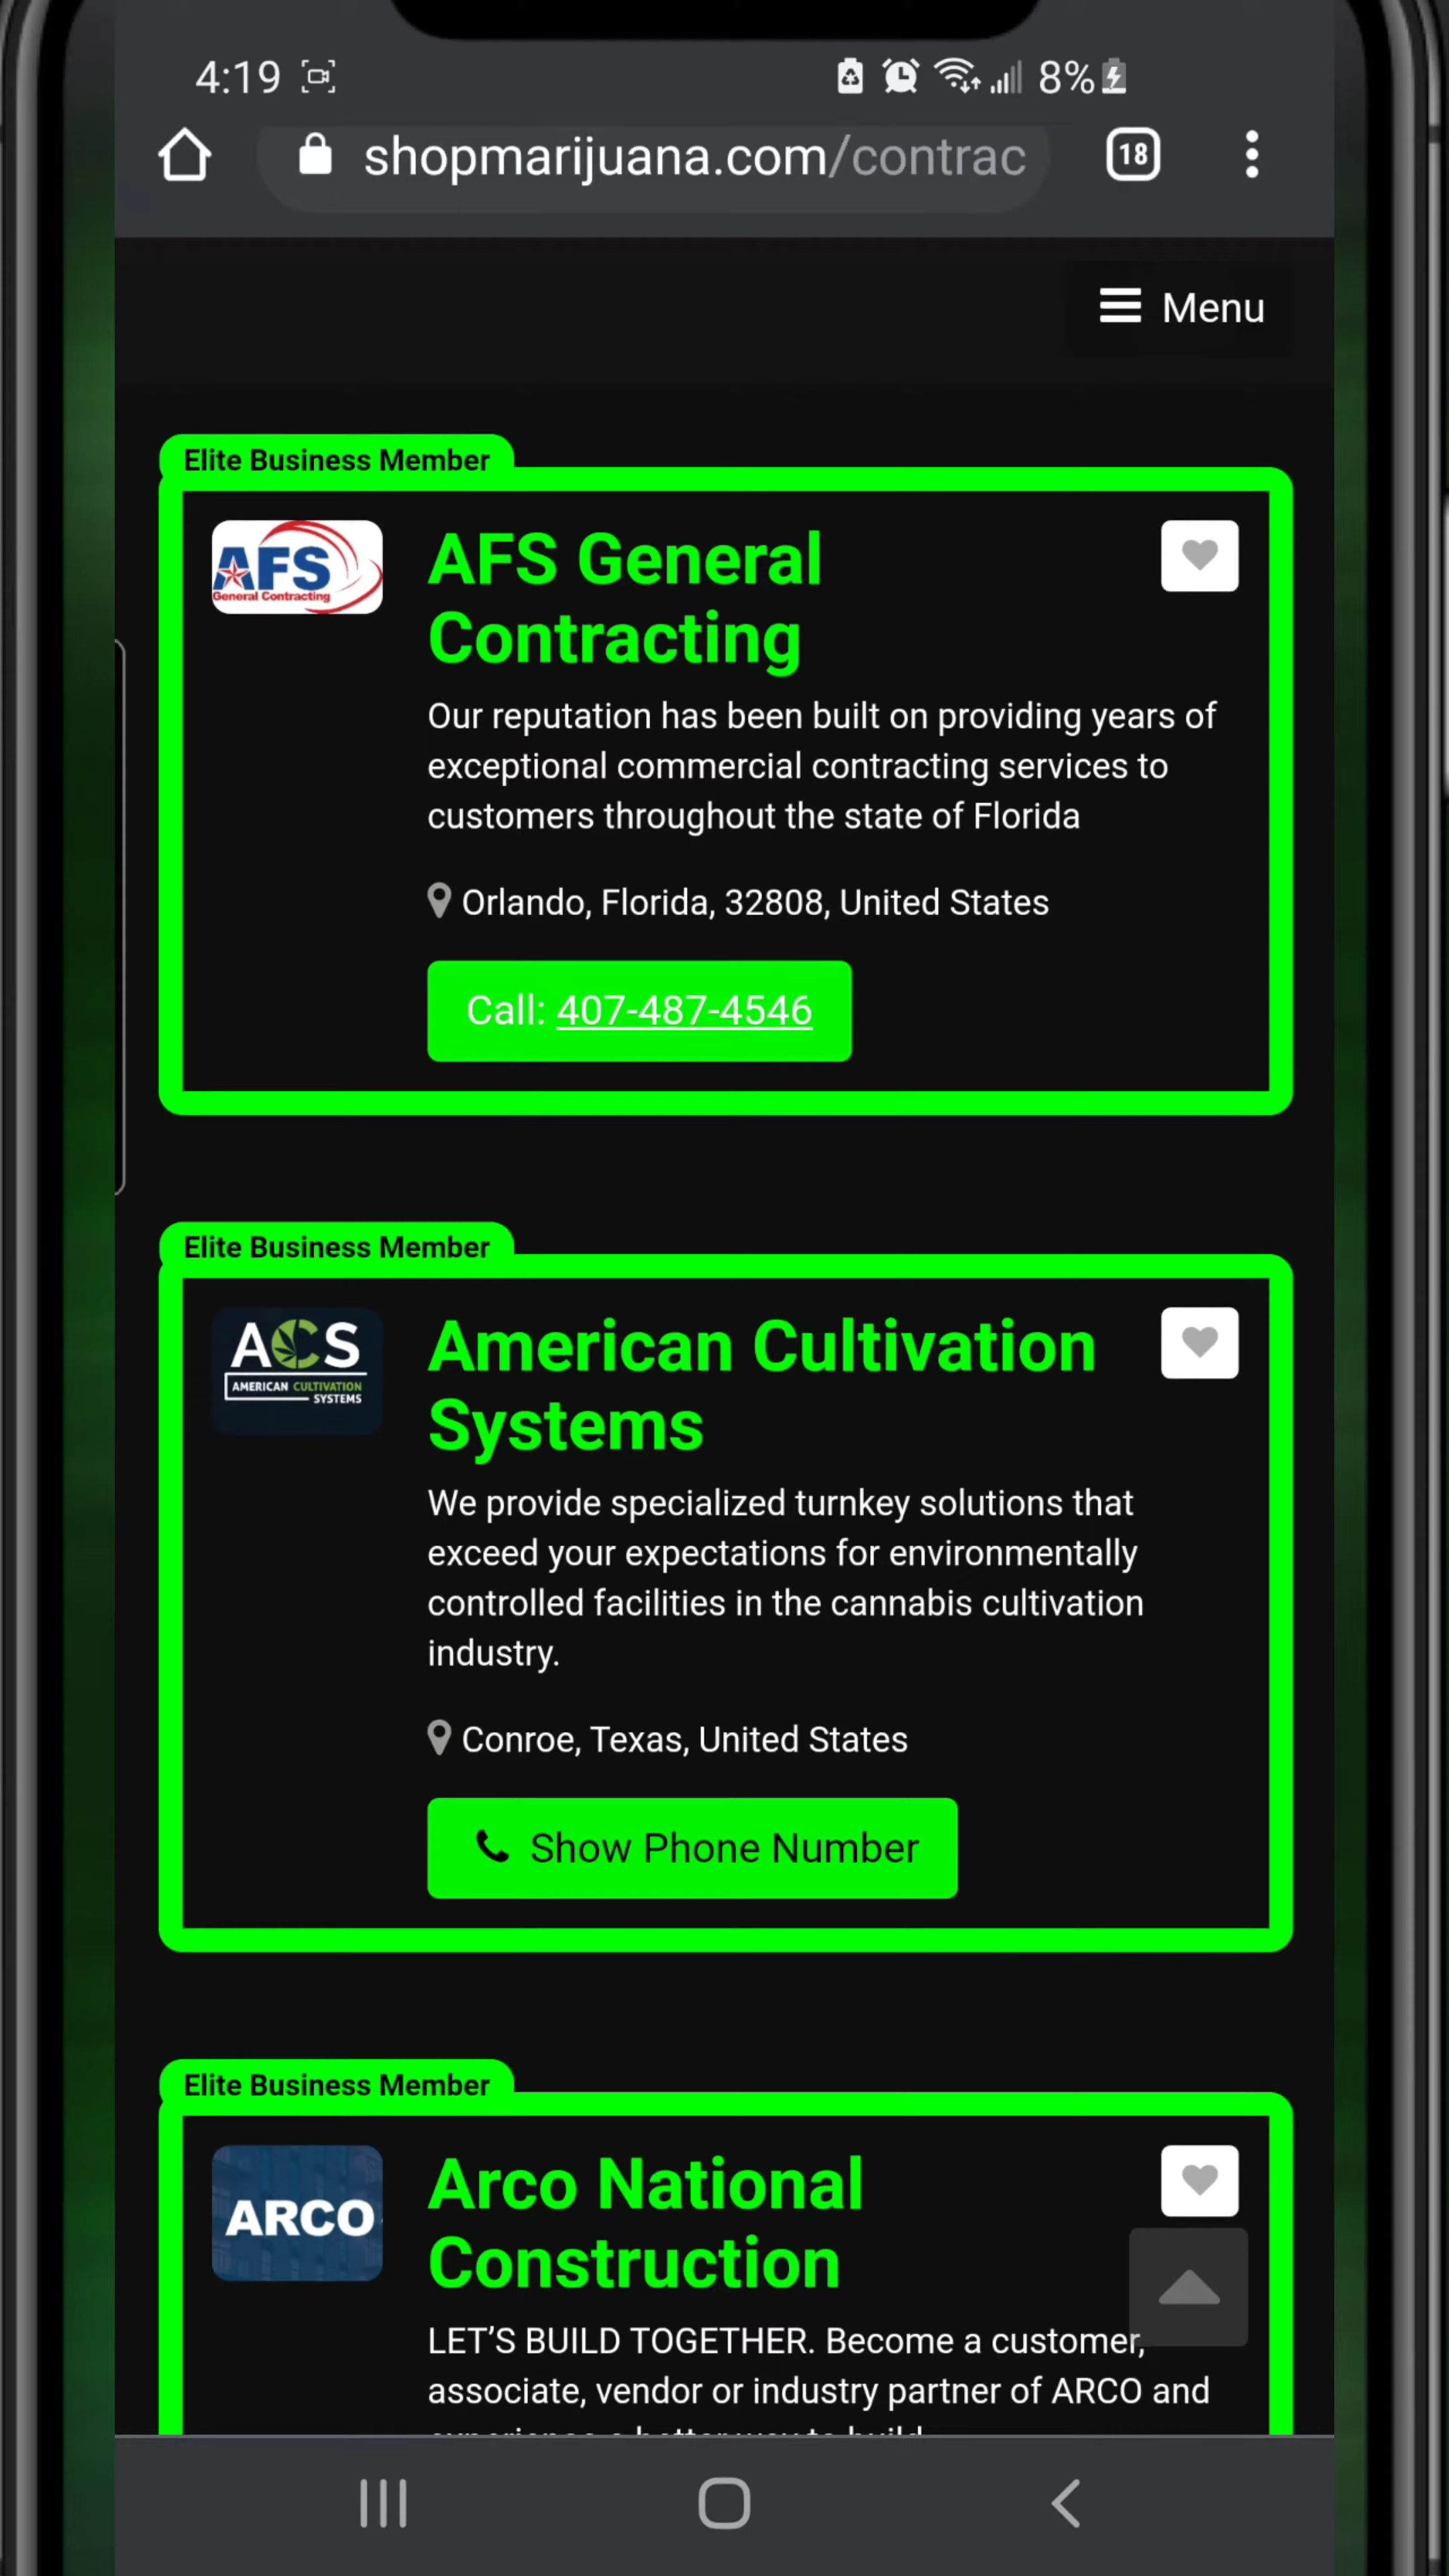 4:19
8%
shopmarijuana.com/contrac
18
Menu
Elite Business Member
AFS
General Contracting
AFS General
Contracting
Our reputation has been built on providing years of
exceptional commercial contracting services to
customers throughout the state of Florida
Orlando, Florida, 32808, United States
Call: 407-487-4546
Elite Business Member
ACS
AMERICAN CULTIVATION
SYSTEMS
American Cultivation
Systems
We provide specialized turnkey solutions that
exceed your expectations for environmentally
controlled facilities in the cannabis cultivation
industry.
Conroe, Texas, United States
Show Phone Number
Elite Business Member
ARCO
Arco National
Construction
LET’S BUILD TOGETHER. Become a customer,
associate, vendor or industry partner of ARCO and
experience a better way to build